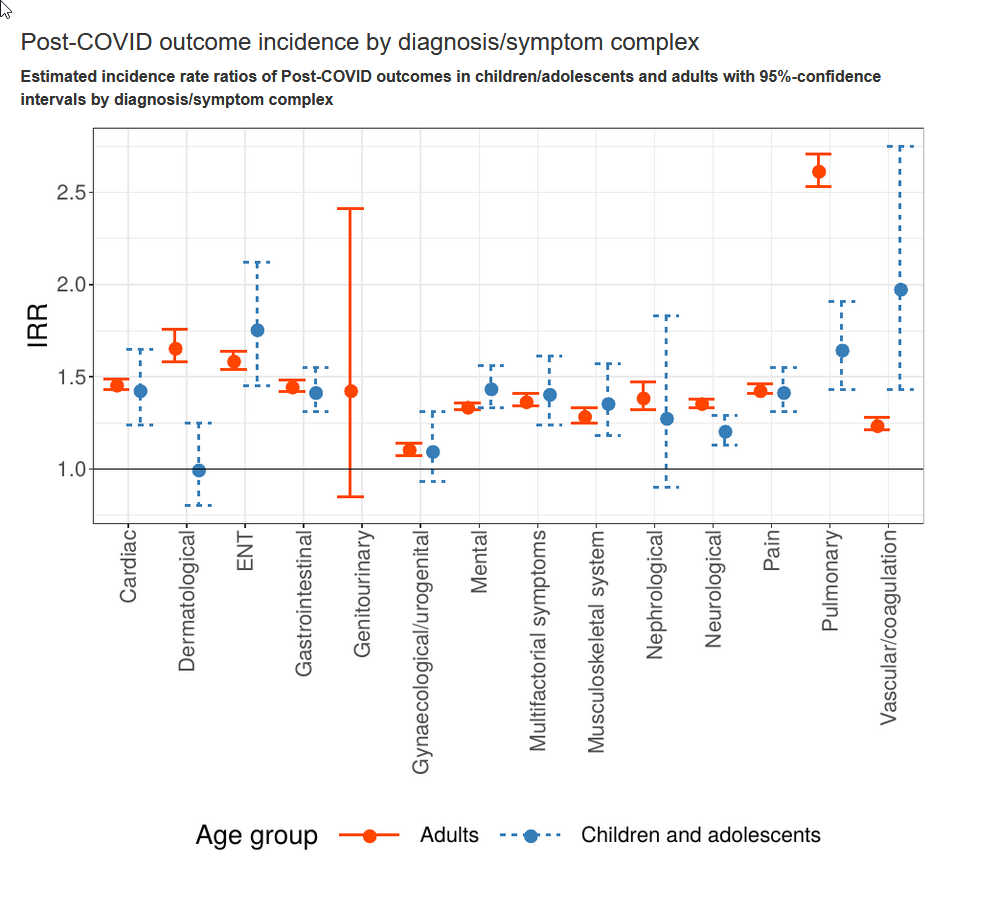 Post-COVID outcome incidence by diagnosis/symptom complex
Estimated incidence rate ratios of Post-COVID outcomes in children/adolescents and adults with 95%-confidence
intervals by diagnosis/symptom complex
IRR
2.5
2.0
1.5
1.0
Cardiac
Dermatological
ENT
Gastrointestinal
Genitourinary
Gynaecological/urogenital
Mental
Multifactorial symptoms
Musculoskeletal system
Nephrological
Neurological
Pain
Pulmonary
Vascular/coagulation
Age group Adults Children and adolescents